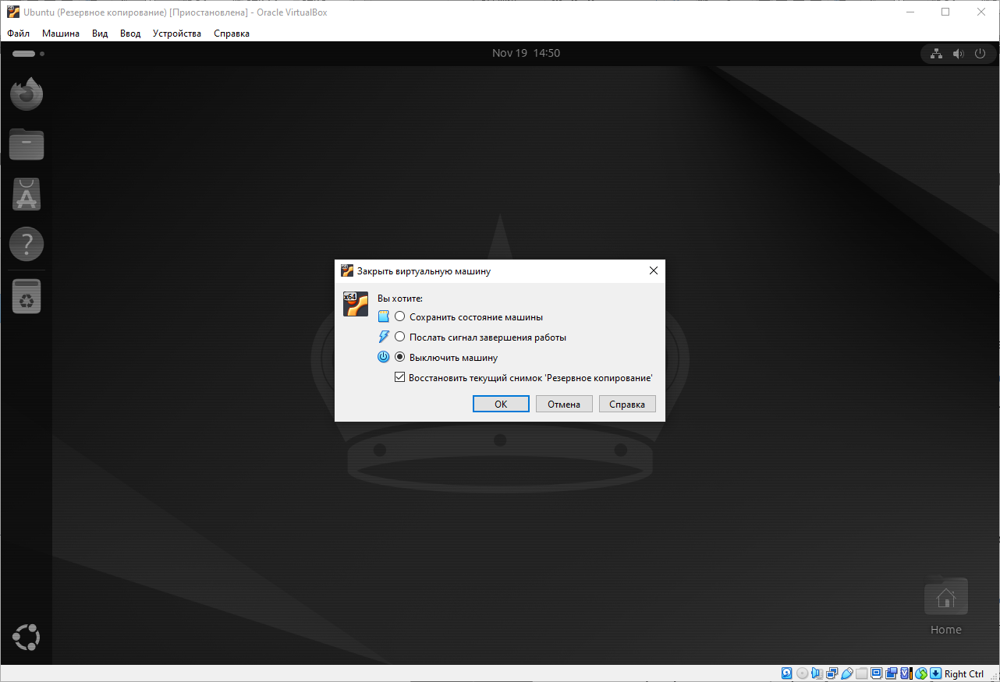 Ubuntu (Резервное копирование) [Приостановлена] - Oracle VirtualBox
Файл Машина Вид Ввод Устройства Справка
Nov 19 14:50
Закрыть виртуальную машину
x64
Вы хотите:
Сохранить состояние машины
Послать сигнал завершения работы
Выключить машину
Восстановить текущий снимок 'Резервное копирование'
OK Отмена Справка
Home
Right Ctrl